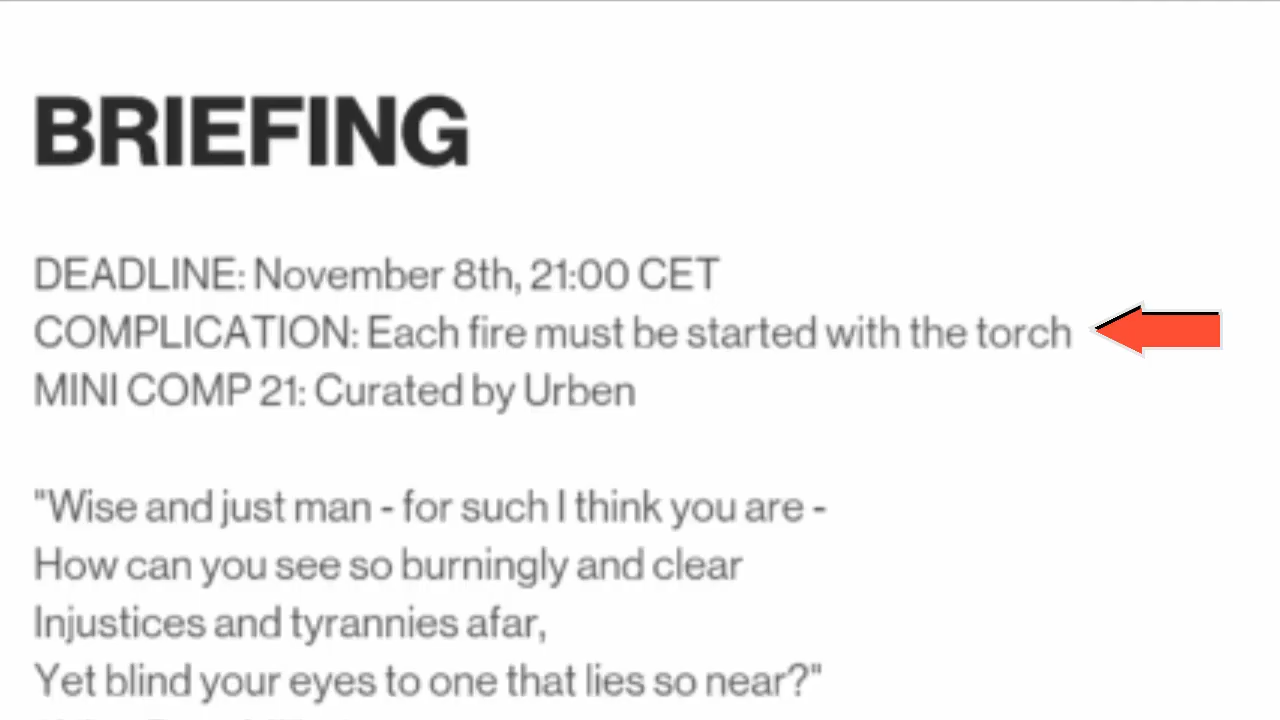 BRIEFING
DEADLINE: November 8th, 21:00 CET
COMPLICATION: Each fire must be started with the torch
MINI COMP 21: Curated by Urben
"Wise and just man - for such I think you are -
How can you see so burningly and clear
Injustices and tyrannies afar,
Yet blind your eyes to one that lies so near?"